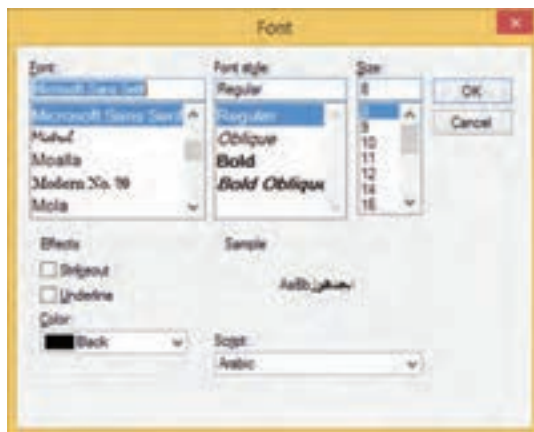 Font
Font: Font style: Size:
Microsoft Sans Serif Regular 8
Microsoft Sans Serif Regular 8
Mistral Oblique 9
Moalla Bold 10
Modern No. 20 Bold Oblique 11
Mola 12
14
16
OK
Cancel
Effects
Strikeout
Underline
Color:
Black
Sample
AaBb
Script:
Arabic